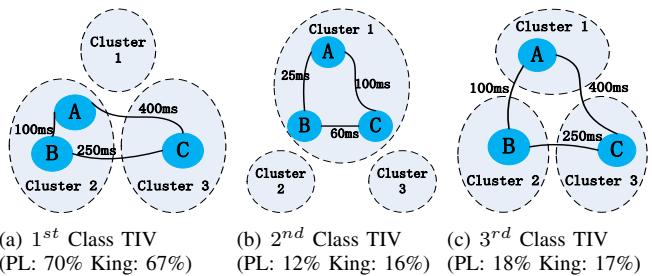 Cluster
1
A
400ms
100ms
B
250ms
C
Cluster 2
Cluster 3
(a) 1st Class TIV
(PL: 70% King: 67%)
Cluster 1
A
25ms
100ms
B
C
60ms
Cluster
2
Cluster
3
(b) 2nd Class TIV
(PL: 12% King: 16%)
Cluster 1
A
100ms
400ms
B
250ms
C
Cluster 2
Cluster 3
(c) 3rd Class TIV
(PL: 18% King: 17%)